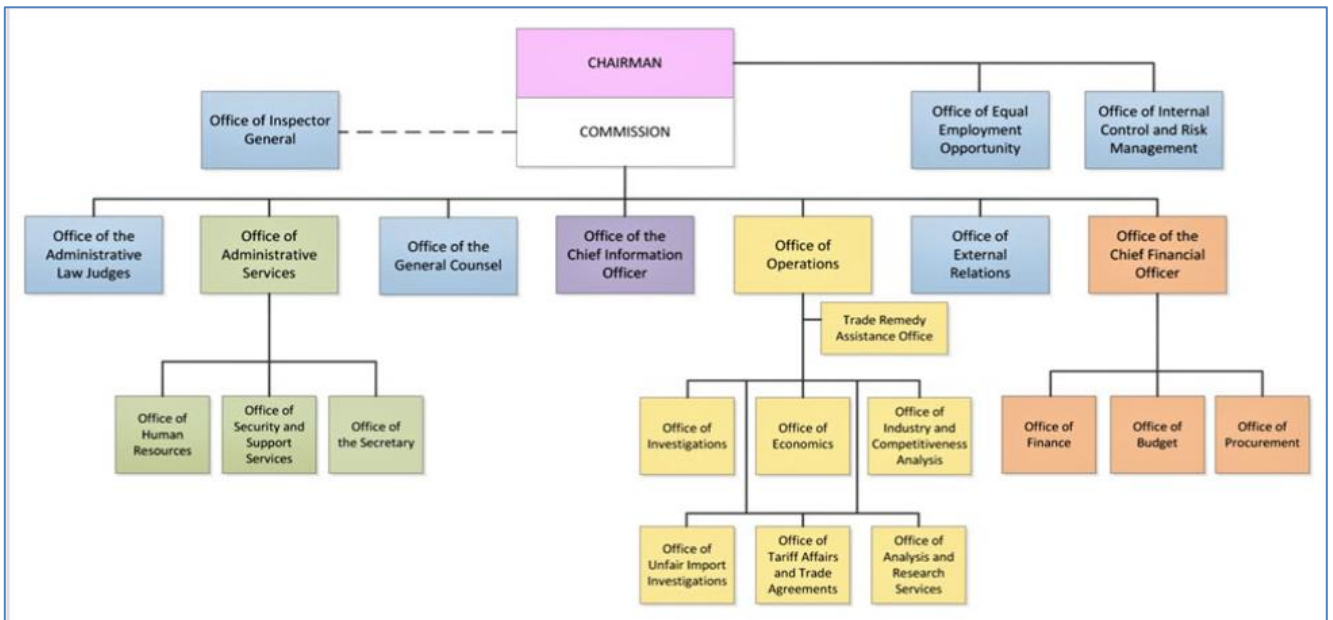 CHAIRMAN
COMMISSION
Office of Inspector
General
Office of Equal
Employment
Opportunity
Office of Internal
Control and Risk
Management
Office of the
Administrative
Law Judges
Office of
Administrative
Services
Office of the
General Counsel
Office of the
Chief Information
Officer
Office of
Operations
Office of
External
Relations
Office of the
Chief Financial
Officer
Trade Remedy
Assistance Office
Office of
Human
Resources
Office of
Security and
Support
Services
Office of
the Secretary
Office of
Investigations
Office of
Economics
Office of
Industry and
Competitiveness
Analysis
Office of
Finance
Office of
Budget
Office of
Procurement
Office of
Unfair Import
Investigations
Office of
Tariff Affairs
and Trade
Agreements
Office of
Analysis and
Research
Services